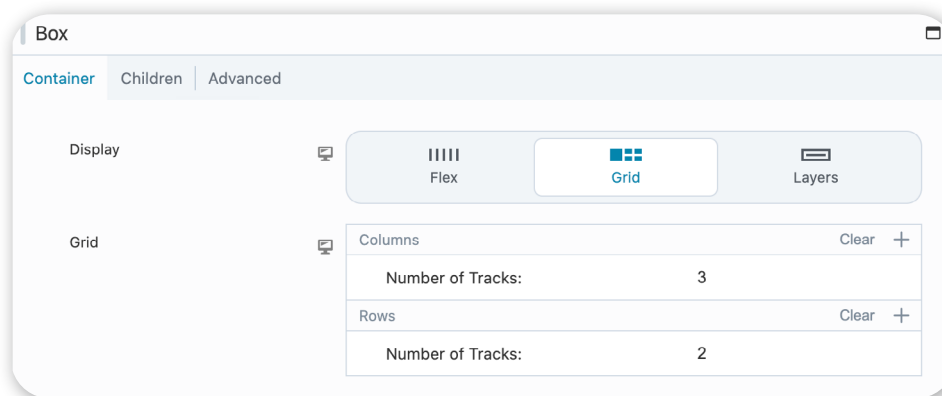 Box
Container Children Advanced
Display
Flex Grid Layers
Grid
Columns Clear
Number of Tracks: 3
Rows Clear
Number of Tracks: 2